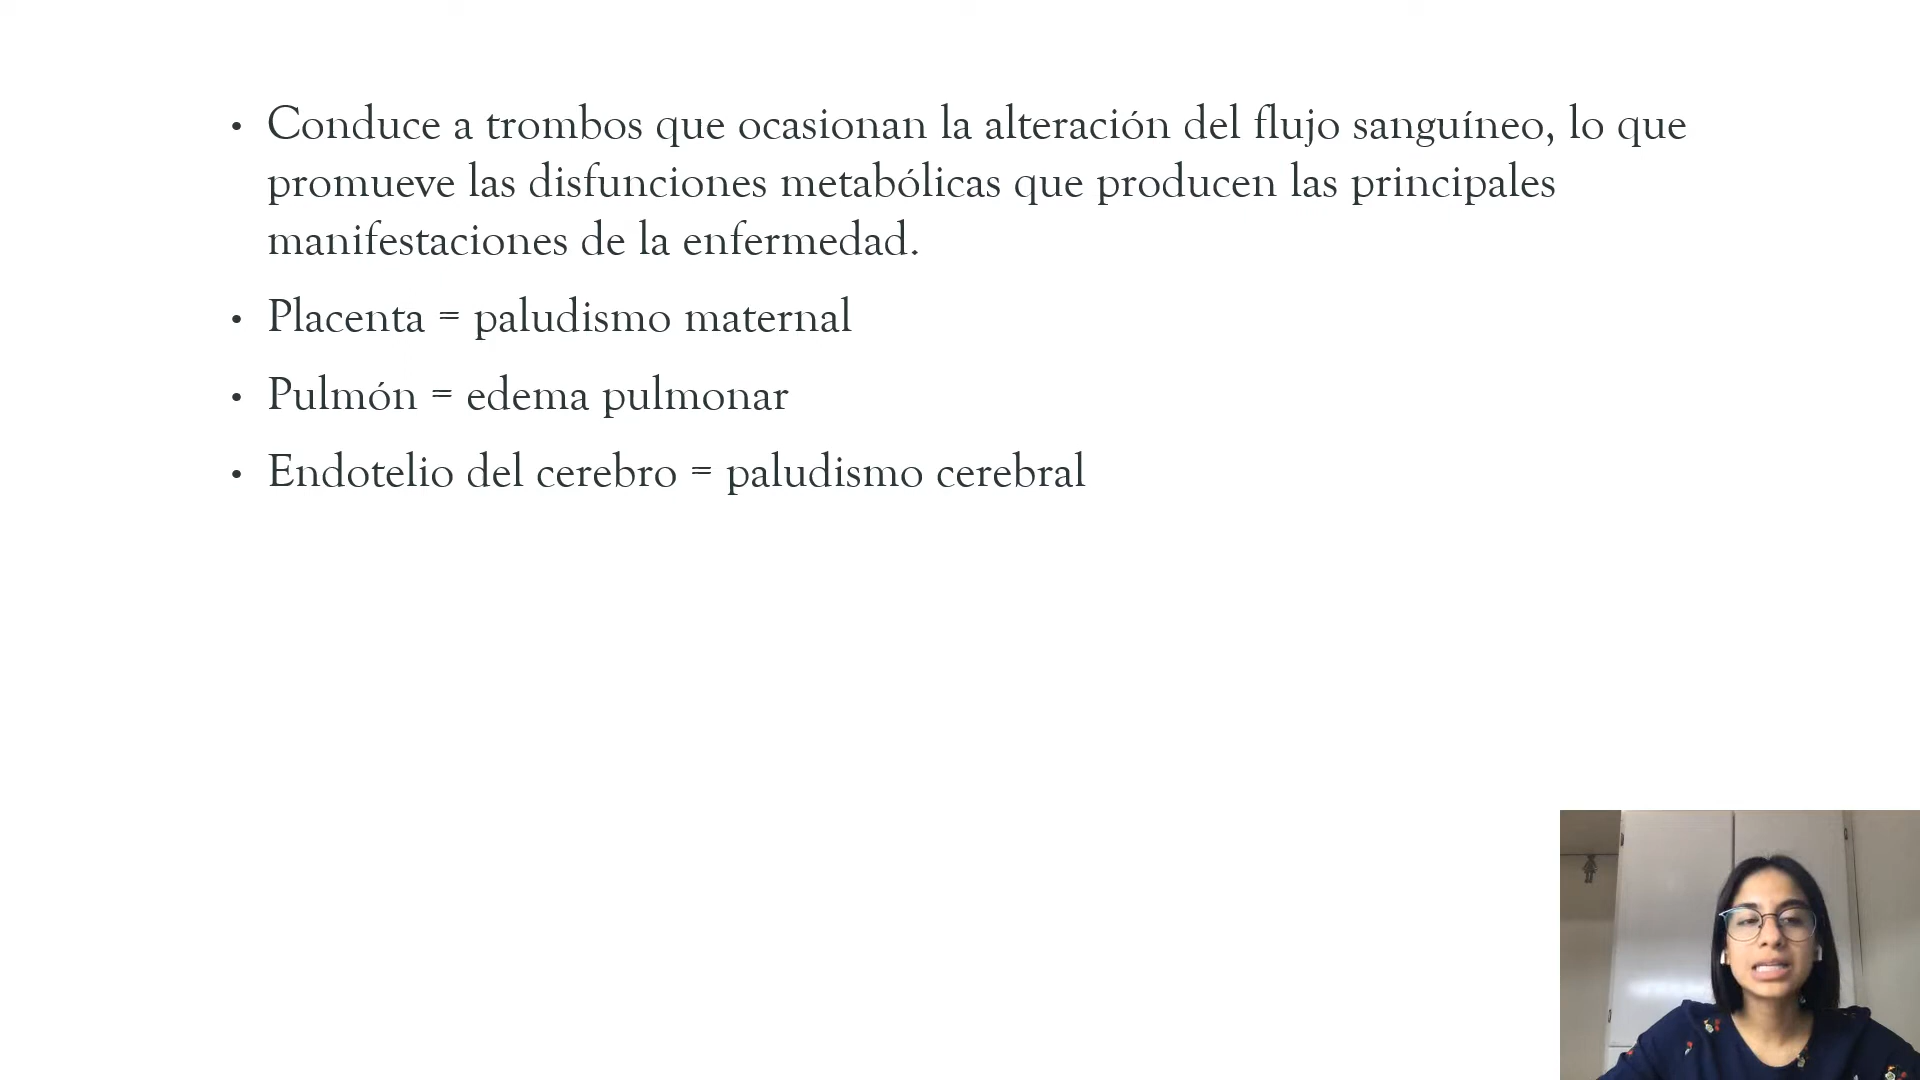 • Conduce a trombos que ocasionan la alteración del flujo sanguíneo, lo que
promueve las disfunciones metabólicas que producen las principales
manifestaciones de la enfermedad.
• Placenta = paludismo maternal
• Pulmón = edema pulmonar
• Endotelio del cerebro = paludismo cerebral